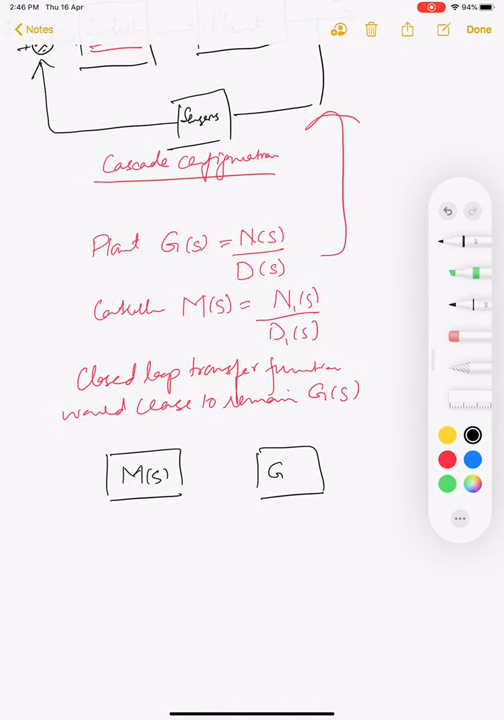 2:46 PM Thu 16 Apr 94%
Notes Done
Sensors
Cascade configuration
Plant G(s) = N(s)
D(s)
M(s) = N₁(s)
D₁(s)
Closed loop transfer function
would cease to remain G(s)
M(s) G